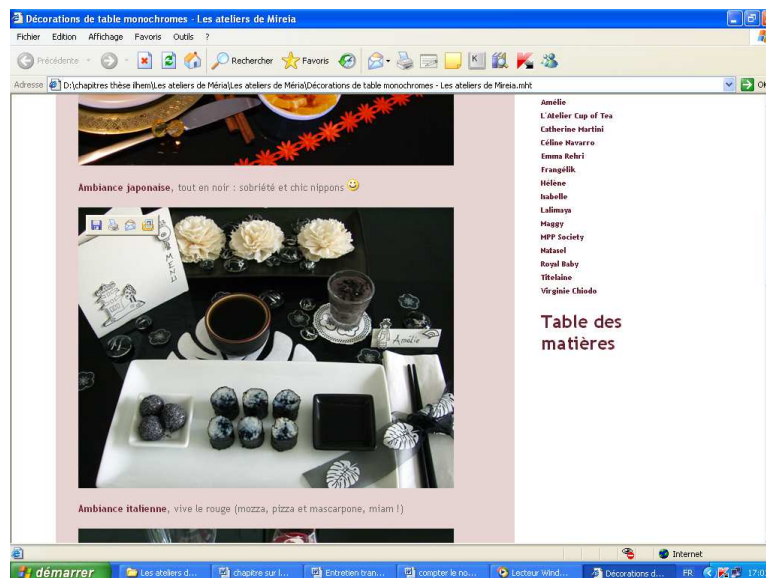 Décorations de table monochromes - Les ateliers de Mireia
Fichier Edition Affichage Favoris Outils ?
Précédente Rechercher Favoris
Adresse D:\chapitres thèse ilhem\Les ateliers de Méria\Les ateliers de Méria\Décorations de table monochromes - Les ateliers de Mireia.mht OK
Ambiance japonaise, tout en noir : sobriété et chic nippons
MENU
Amélie
Ambiance italienne, vive le rouge (mozza, pizza et mascarpone, miam !)
Amélie
L'Atelier Cup of Tea
Catherine Martini
Céline Navarro
Emma Rehri
Frangélik
Hélène
Isabelle
Lalimaya
Maggy
MPP Society
Natasel
Royal Baby
Titelaine
Virginie Chiodo
Table des
matières
Internet
démarrer Les ateliers d... chapitre sur l... Entretien tran... compter le no... Lecteur Wind... Décorations d... FR 17:0